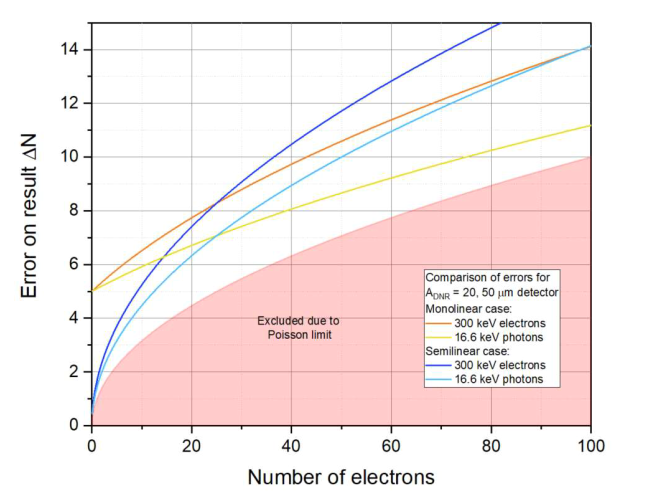 14
12
10
8
6
4
2
0
0
20
40
60
80
100
Error on result ΔN
Number of electrons
Excluded due to
Poisson limit
Comparison of errors for
A_DNR = 20, 50 μm detector
Monolinear case:
300 keV electrons
16.6 keV photons
Semilinear case:
300 keV electrons
16.6 keV photons